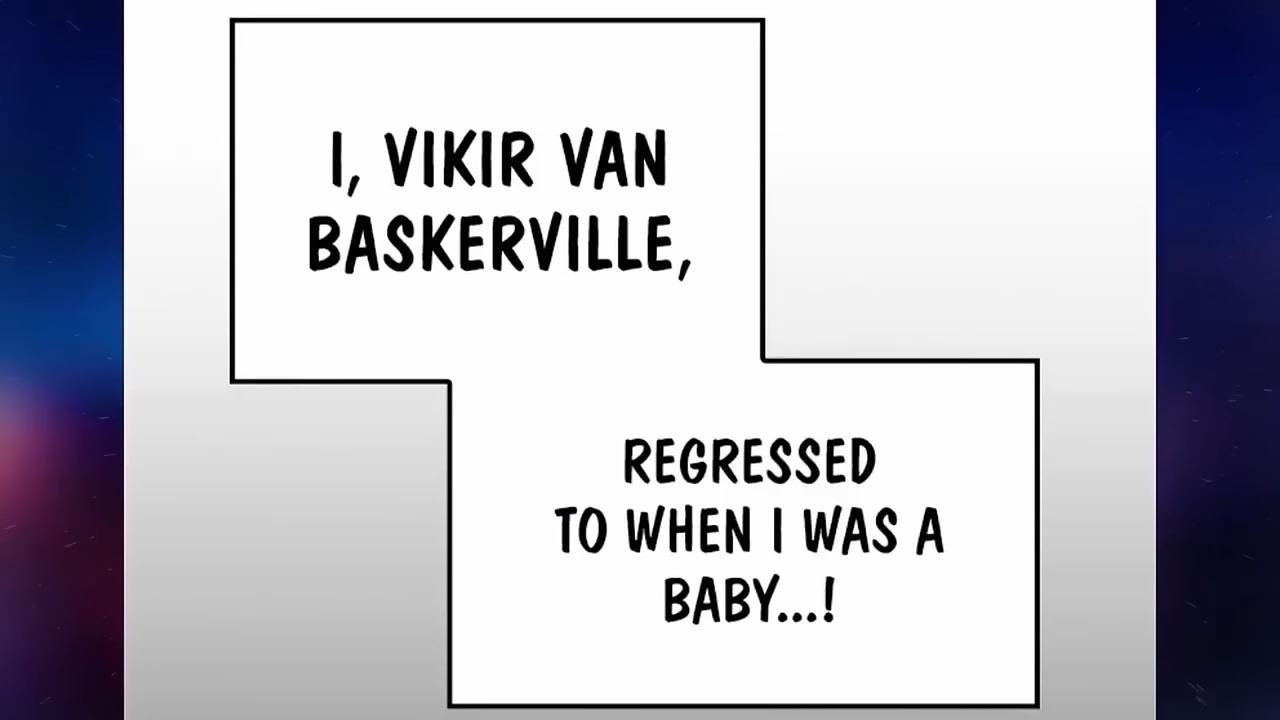 I, VIKIR VAN
BASKERVILLE,
REGRESSED
TO WHEN I WAS A
BABY...!